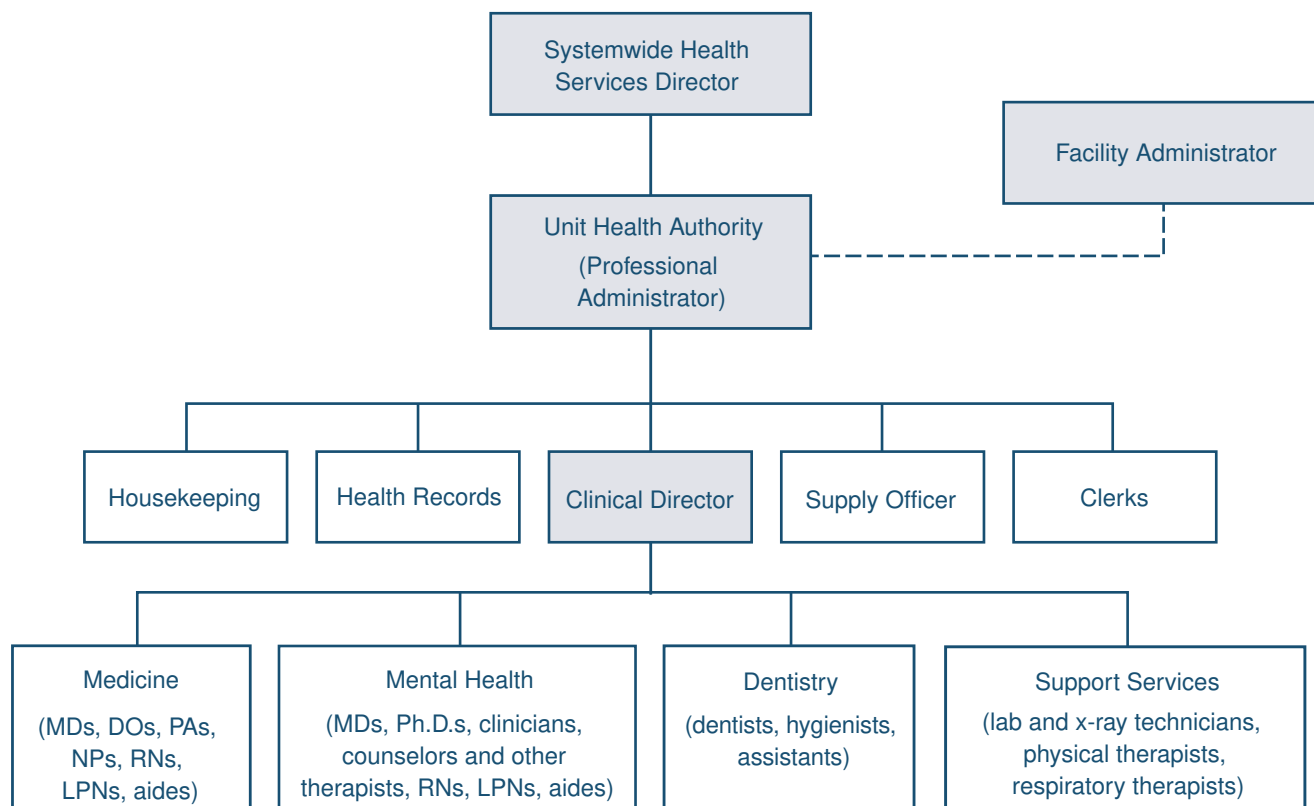 Systemwide Health
Services Director
Facility Administrator
Unit Health Authority
(Professional
Administrator)
Housekeeping
Health Records
Clinical Director
Supply Officer
Clerks
Medicine
(MDs, DOs, PAs,
NPs, RNs,
LPNs, aides)
Mental Health
(MDs, Ph.D.s, clinicians,
counselors and other
therapists, RNs, LPNs, aides)
Dentistry
(dentists, hygienists,
assistants)
Support Services
(lab and x-ray technicians,
physical therapists,
respiratory therapists)